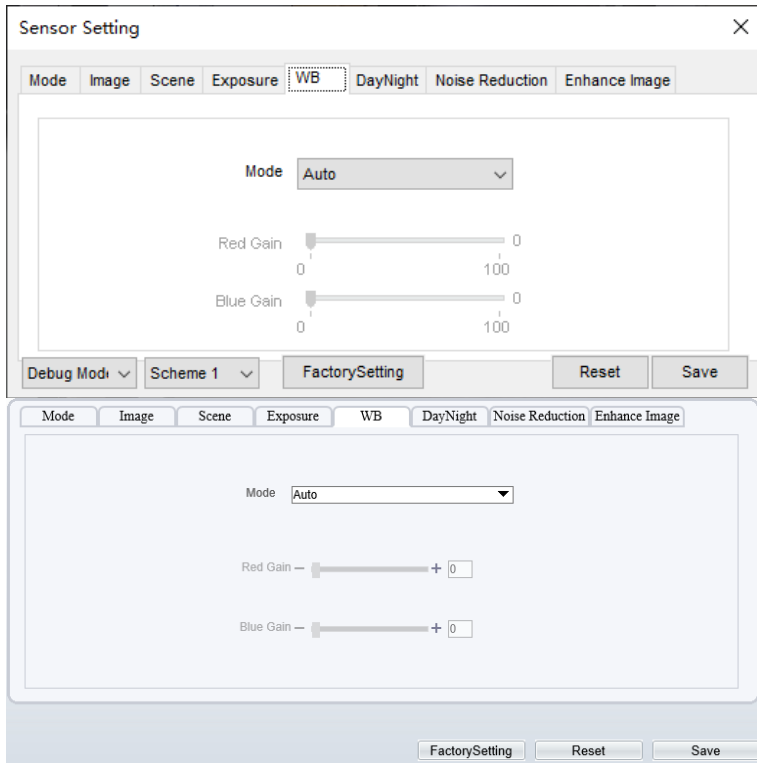 Sensor Setting
Mode Image Scene Exposure WB DayNight Noise Reduction Enhance Image
Mode Auto
Red Gain 0
0 100
Blue Gain 0
0 100
Debug Mod Scheme 1 FactorySetting Reset Save
Mode Image Scene Exposure WB DayNight Noise Reduction Enhance Image
Mode Auto
Red Gain 0
Blue Gain 0
FactorySetting Reset Save